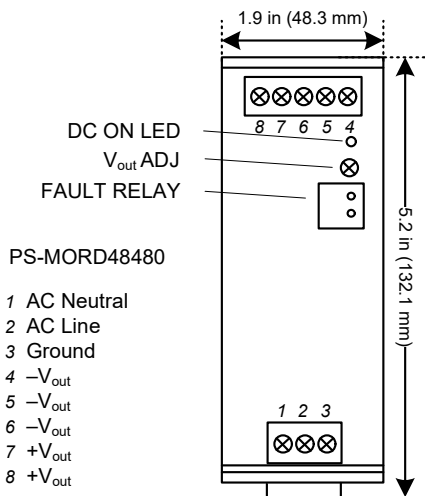 1.9 in (48.3 mm)
8 7 6 5 4
DC ON LED
Vout ADJ
FAULT RELAY
5.2 in (132.1 mm)
PS-MORD48480
1 AC Neutral
2 AC Line
3 Ground
4 –Vout
5 –Vout
6 –Vout
7 +Vout
8 +Vout
1 2 3